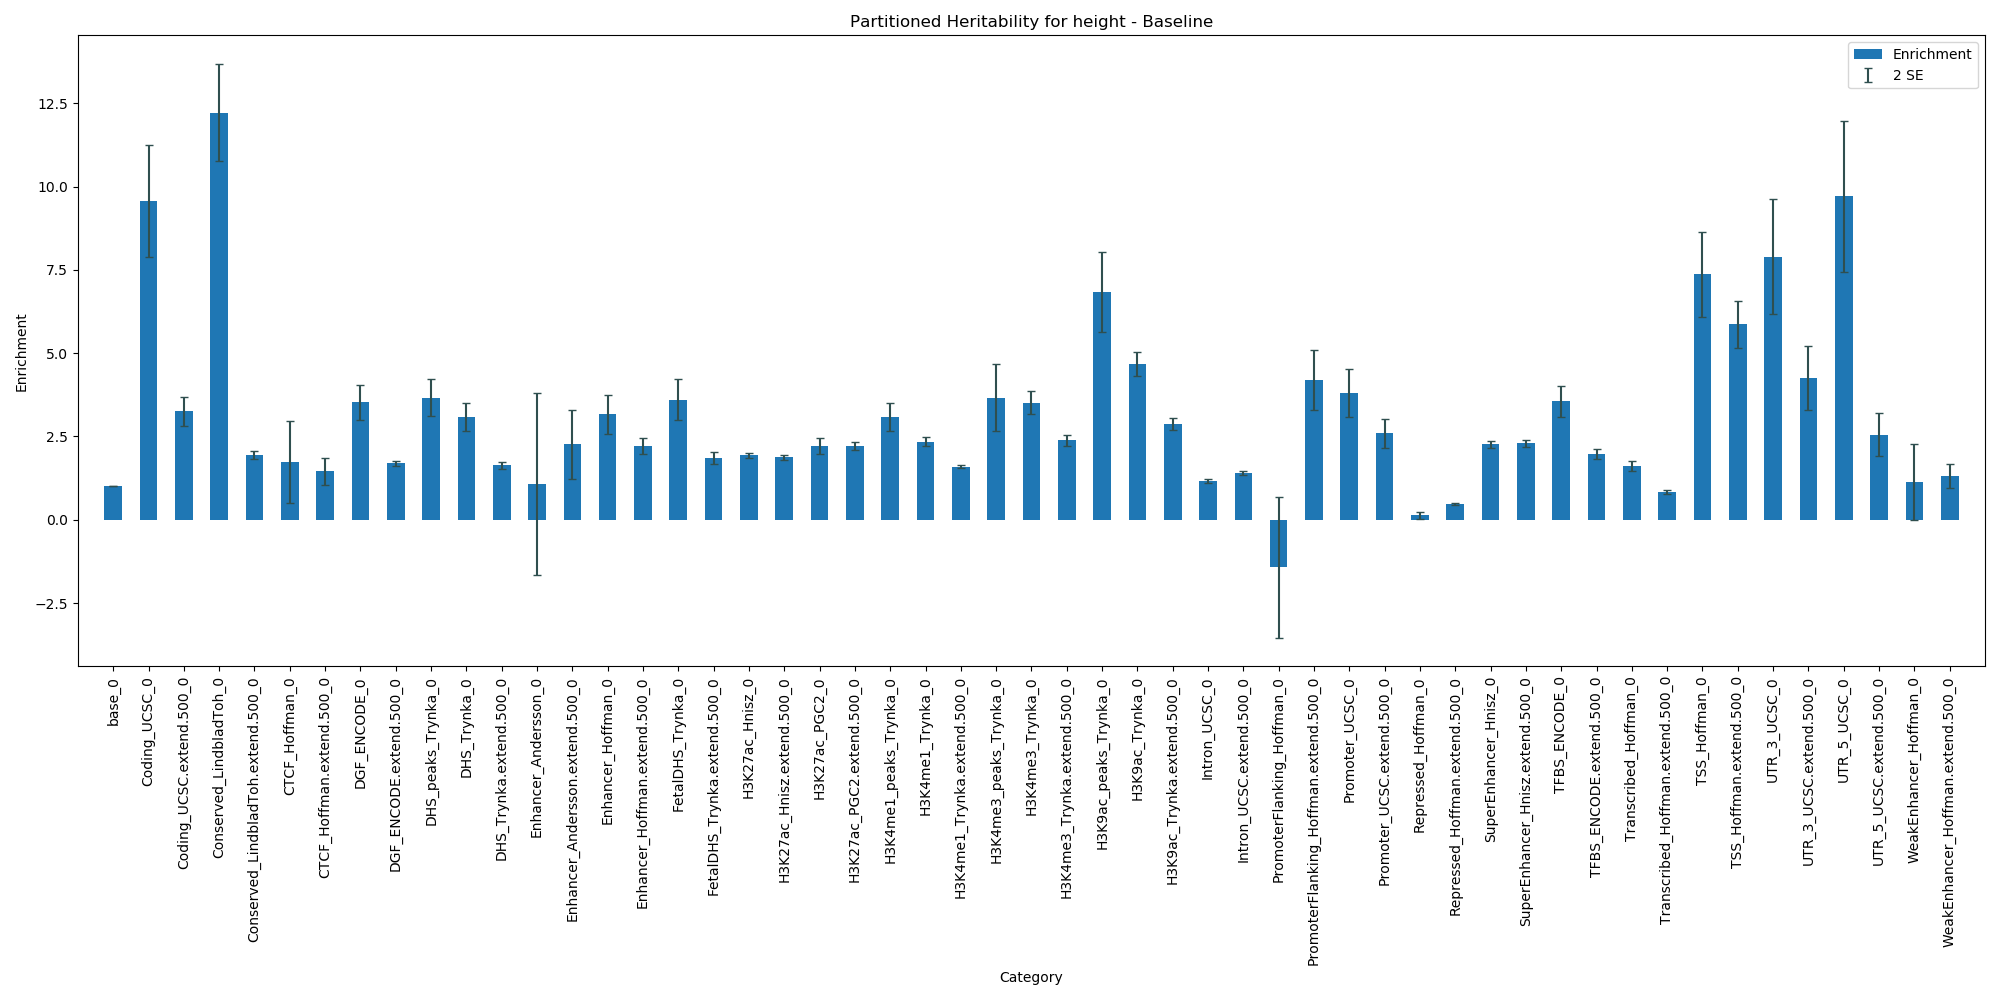 Partitioned Heritability for height - Baseline
Enrichment
2 SE
12.5
10.0
7.5
5.0
2.5
0.0
−2.5
Enrichment
base_0
Coding_UCSC_0
Coding_UCSC.extend.500_0
Conserved_LindbladToh_0
Conserved_LindbladToh.extend.500_0
CTCF_Hoffman_0
CTCF_Hoffman.extend.500_0
DGF_ENCODE_0
DGF_ENCODE.extend.500_0
DHS_peaks_Trynka_0
DHS_Trynka_0
DHS_Trynka.extend.500_0
Enhancer_Andersson_0
Enhancer_Andersson.extend.500_0
Enhancer_Hoffman_0
Enhancer_Hoffman.extend.500_0
FetalDHS_Trynka_0
FetalDHS_Trynka.extend.500_0
H3K27ac_Hnisz_0
H3K27ac_Hnisz.extend.500_0
H3K27ac_PGC2_0
H3K27ac_PGC2.extend.500_0
H3K4me1_peaks_Trynka_0
H3K4me1_Trynka_0
H3K4me1_Trynka.extend.500_0
H3K4me3_peaks_Trynka_0
H3K4me3_Trynka_0
H3K4me3_Trynka.extend.500_0
H3K9ac_peaks_Trynka_0
H3K9ac_Trynka_0
H3K9ac_Trynka.extend.500_0
Intron_UCSC_0
Intron_UCSC.extend.500_0
PromoterFlanking_Hoffman_0
PromoterFlanking_Hoffman.extend.500_0
Promoter_UCSC_0
Promoter_UCSC.extend.500_0
Repressed_Hoffman_0
Repressed_Hoffman.extend.500_0
SuperEnhancer_Hnisz_0
SuperEnhancer_Hnisz.extend.500_0
TFBS_ENCODE_0
TFBS_ENCODE.extend.500_0
Transcribed_Hoffman_0
Transcribed_Hoffman.extend.500_0
TSS_Hoffman_0
TSS_Hoffman.extend.500_0
UTR_3_UCSC_0
UTR_3_UCSC.extend.500_0
UTR_5_UCSC_0
UTR_5_UCSC.extend.500_0
WeakEnhancer_Hoffman_0
WeakEnhancer_Hoffman.extend.500_0
Category